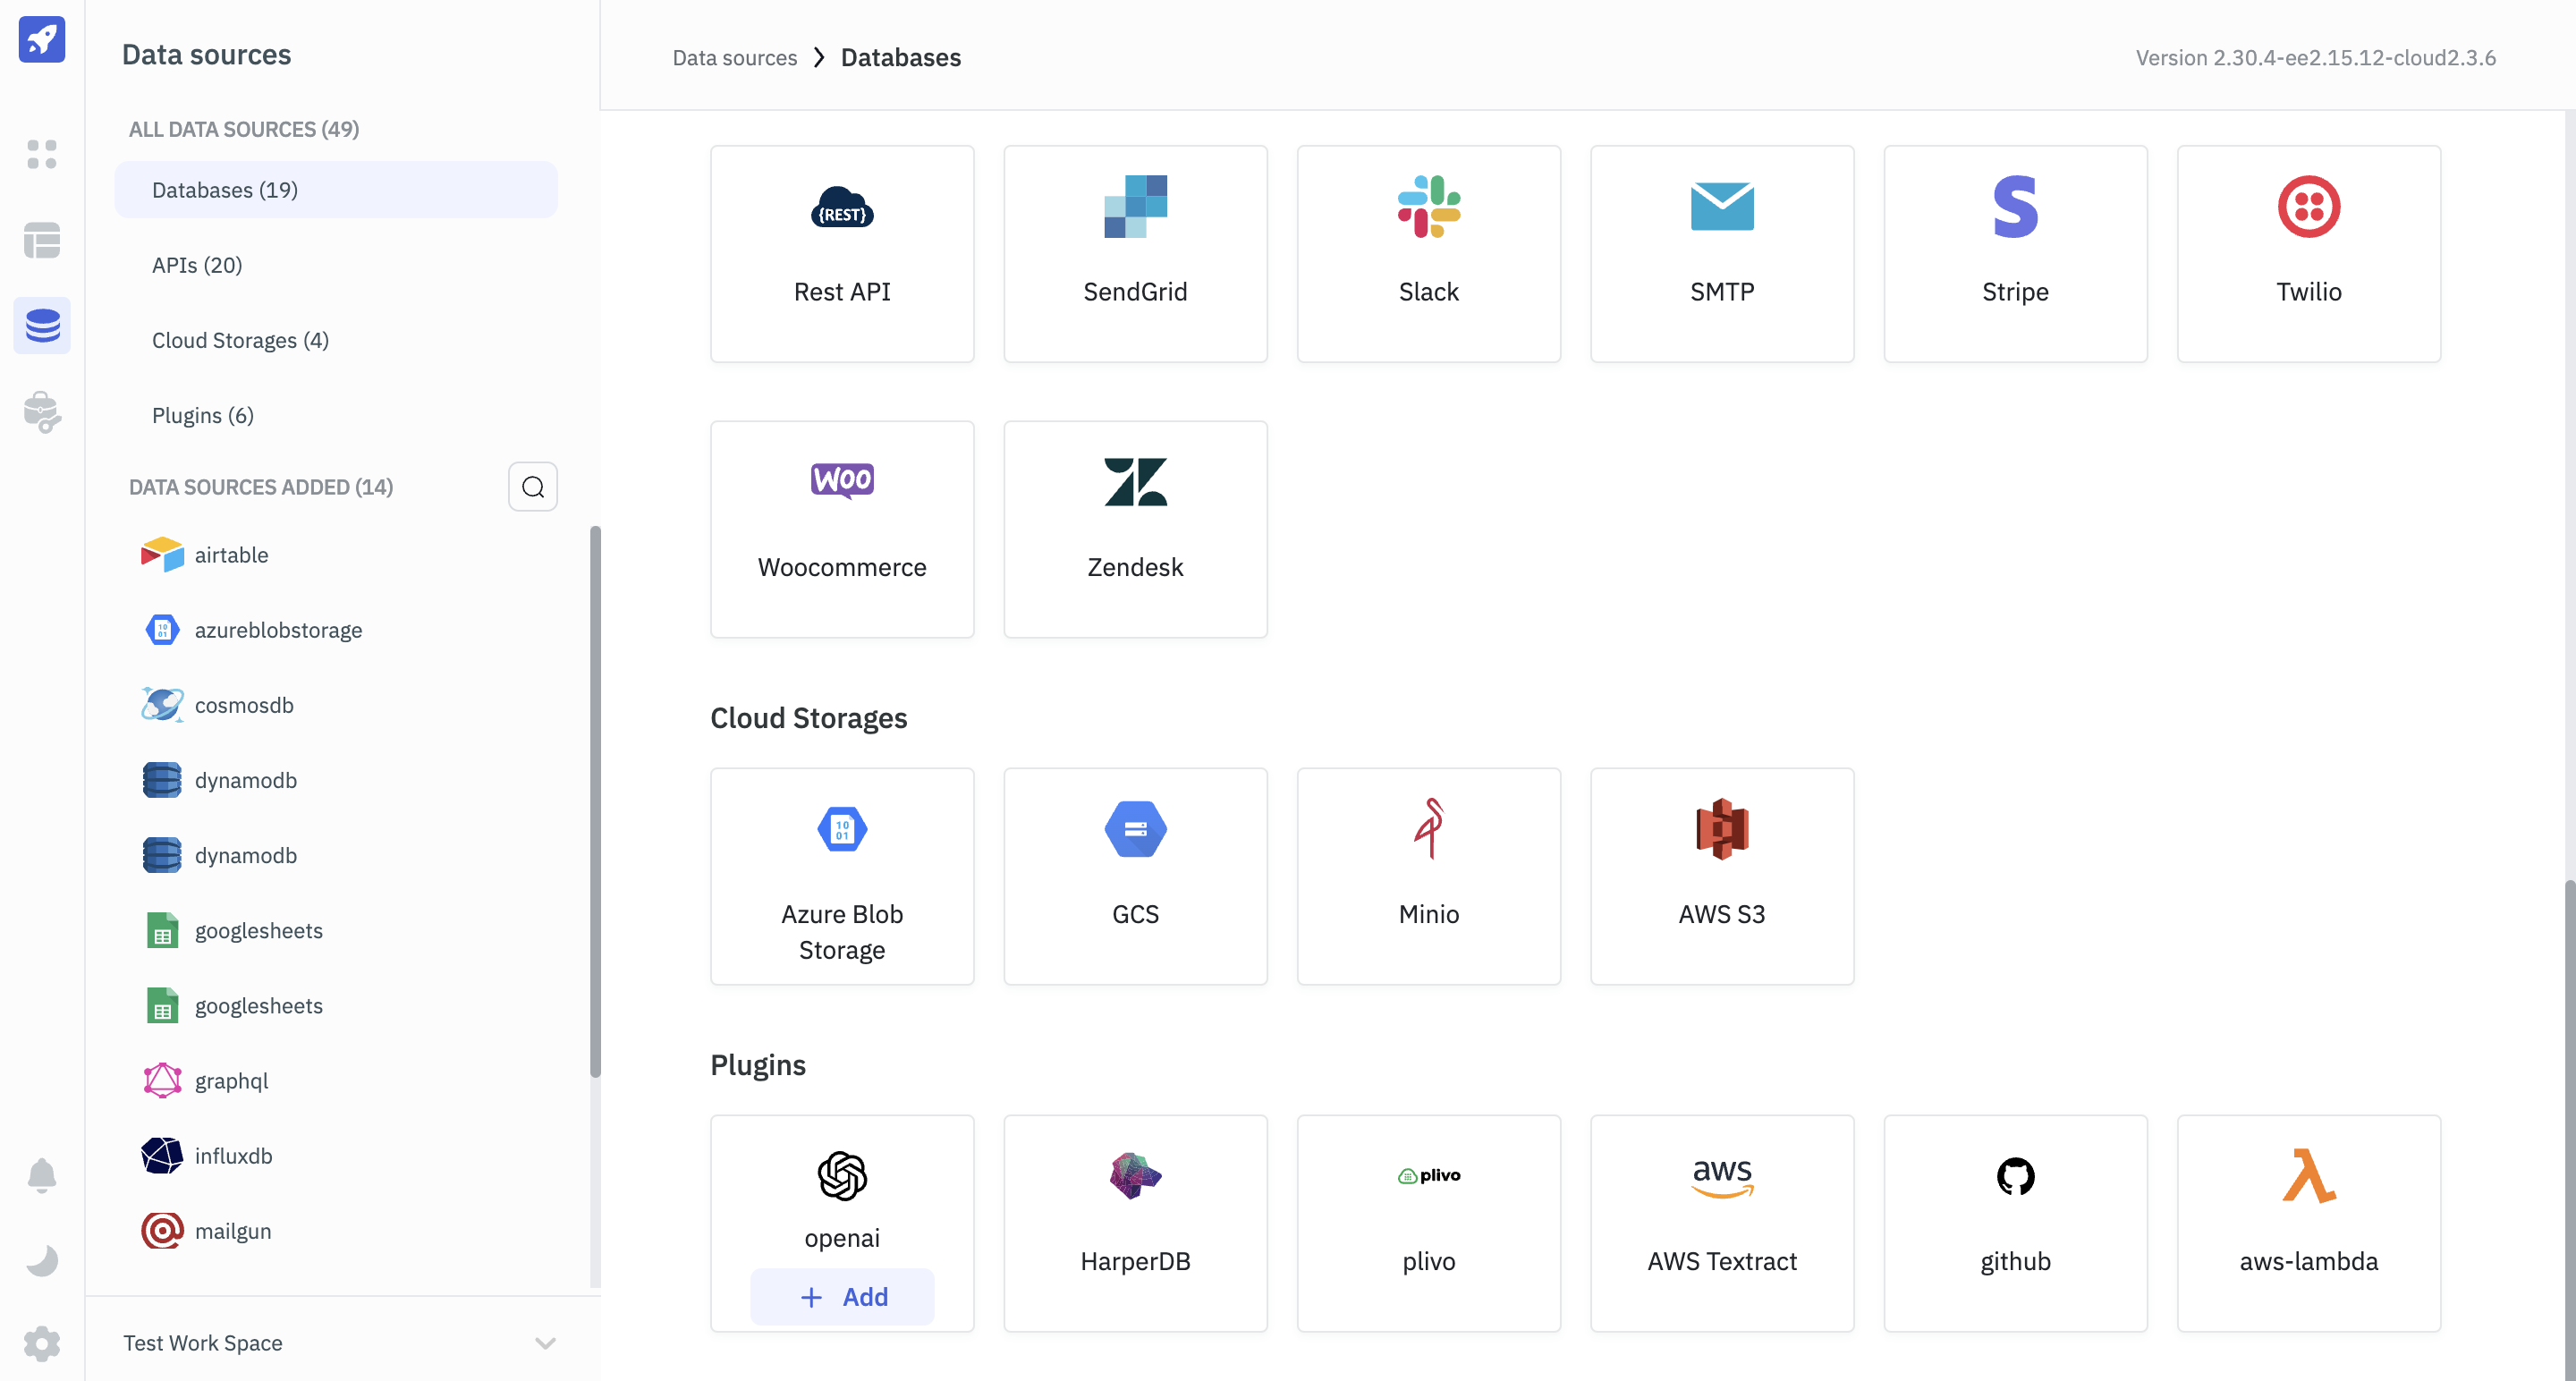 Data sources
ALL DATA SOURCES (49)
Databases (19)
APIs (20)
Cloud Storages (4)
Plugins (6)
DATA SOURCES ADDED (14)
airtable
10
01
azureblobstorage
cosmosdb
dynamodb
dynamodb
googlesheets
googlesheets
graphql
influxdb
mailgun
Test Work Space
Data sources
Databases
Version 2.30.4-ee2.15.12-cloud2.3.6
{REST}
Rest API
SendGrid
Slack
SMTP
Stripe
Twilio
WOO
Woocommerce
Zendesk
Cloud Storages
10
01
Azure Blob
Storage
GCS
Minio
AWS S3
Plugins
openai
+ Add
HarperDB
plivo
plivo
aws
AWS Textract
github
aws-lambda